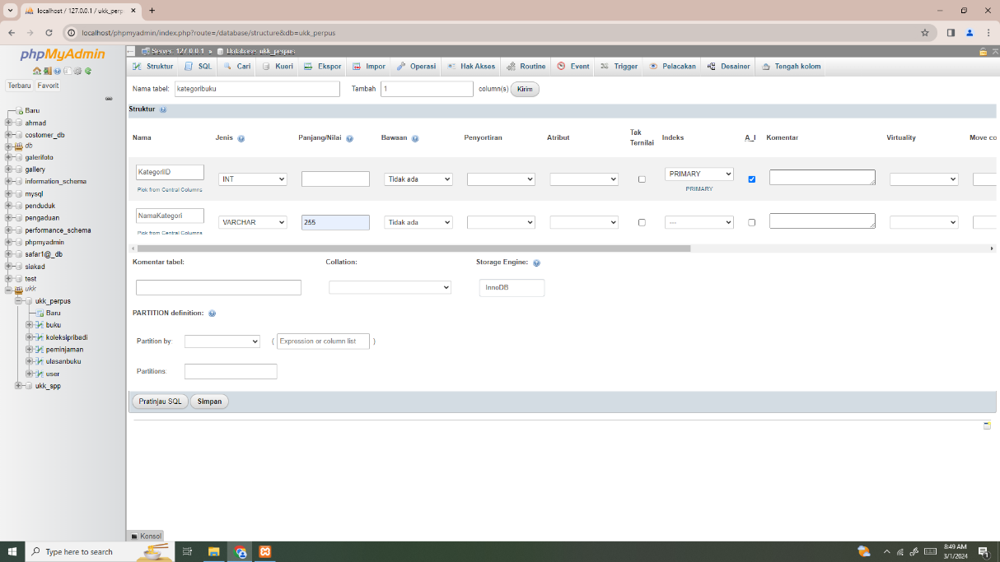 localhost / 127.0.0.1 / ukk_perp
localhost/phpmyadmin/index.php?route=/database/structure&db=ukk_perpus
phpMyAdmin
Terbaru Favorit
Baru
ahmad
costomer_db
db
galerifoto
gallery
information_schema
mysql
penduduk
pengaduan
performance_schema
phpmyadmin
safar1@_db
siakad
test
ukk
ukk_perpus
Baru
buku
koleksipribadi
peminjaman
ulasanbuku
user
ukk_spp
Server: 127.0.0.1 » Database: ukk_perpus
Struktur SQL Cari Kueri Ekspor Impor Operasi Hak Akses Routine Event Trigger Pelacakan Desainer Tengah kolom
Nama tabel: kategoribuku Tambah 1 column(s) Kirim
Struktur
Nama Jenis Panjang/Nilai Bawaan Penyortiran Atribut Tak Ternilai Indeks A_I Komentar Virtuality Move co
KategoriID INT Tidak ada PRIMARY
Pick from Central Columns PRIMARY
NamaKategori VARCHAR 255 Tidak ada ---
Pick from Central Columns
Komentar tabel: Collation: Storage Engine:
InnoDB
PARTITION definition:
Partition by: ( Expression or column list )
Partitions:
Pratinjau SQL Simpan
Konsol
Type here to search
8:49 AM
3/1/2024
1